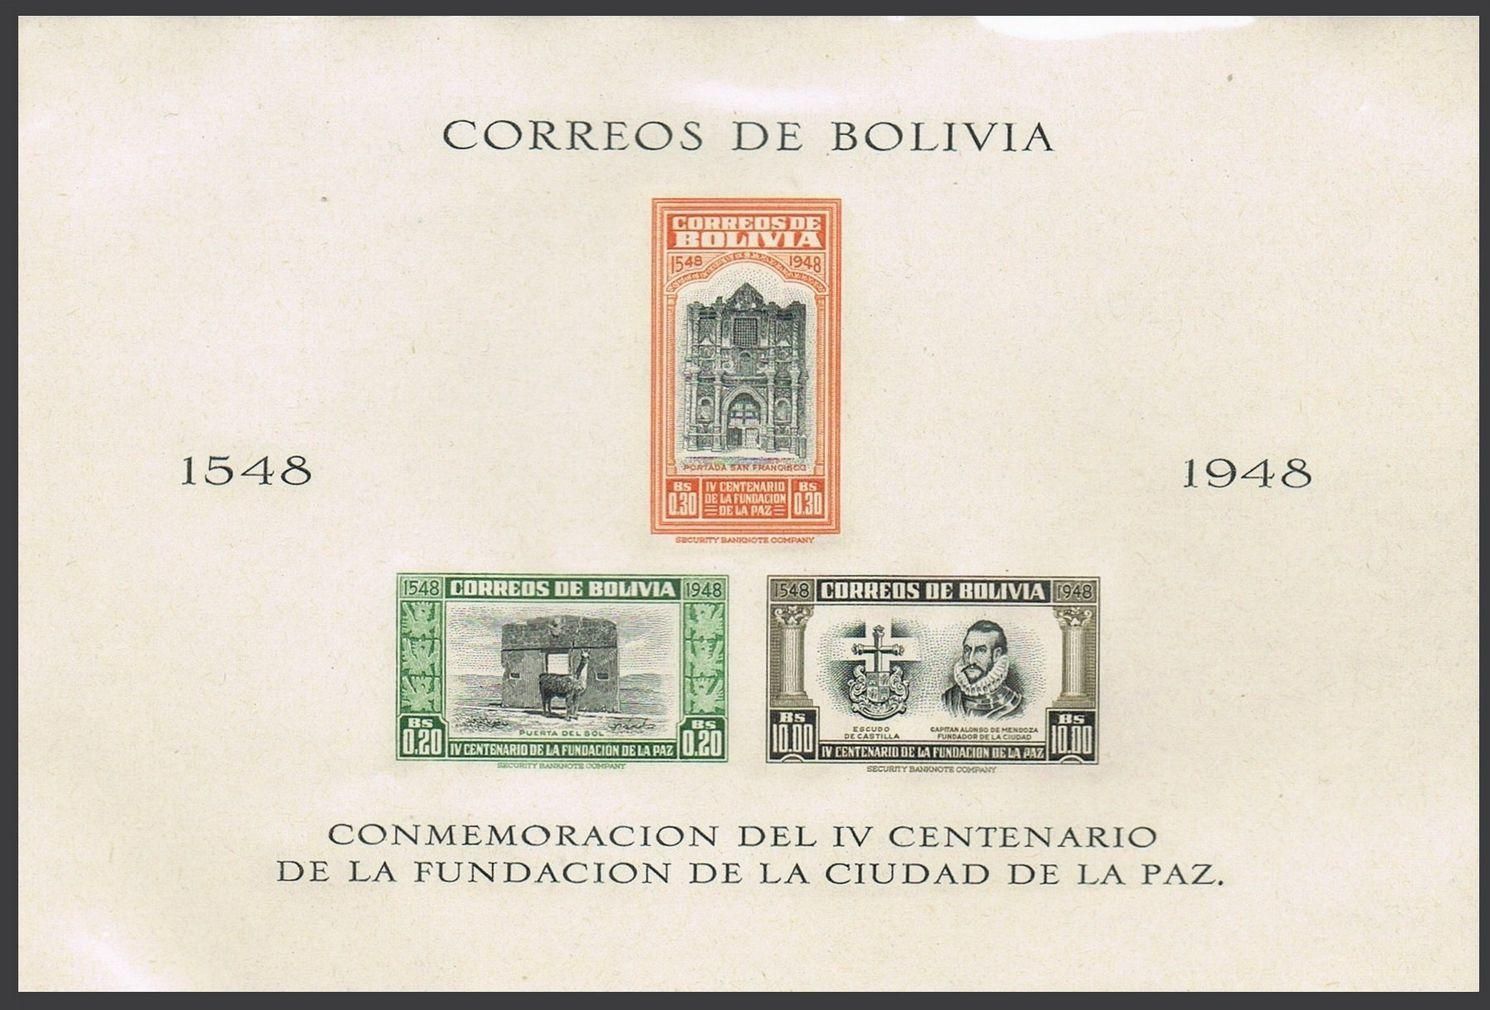 CORREOS DE BOLIVIA
CORREOS DE
BOLIVIA
1548 1948
PORTADA SAN FRANCISCO
Bs 0.30
IV CENTENARIO
DE LA FUNDACION
DE LA PAZ
Bs 0.30
SECURITY BANKNOTE COMPANY
1548
1948
1548 CORREOS DE BOLIVIA 1948
PUERTA DEL SOL
Bs 0.20
IV CENTENARIO DE LA FUNDACIÓN DE LA PAZ
Bs 0.20
SECURITY BANKNOTE COMPANY
1548 CORREOS DE BOLIVIA 1948
ESCUDO
DE CASTILLA
CAPITAN ALONSO DE MENDOZA
FUNDADOR DE LA CIUDAD
Bs 10.00
IV CENTENARIO DE LA FUNDACION DE LA PAZ
Bs 10.00
SECURITY BANKNOTE COMPANY
CONMEMORACION DEL IV CENTENARIO
DE LA FUNDACION DE LA CIUDAD DE LA PAZ.